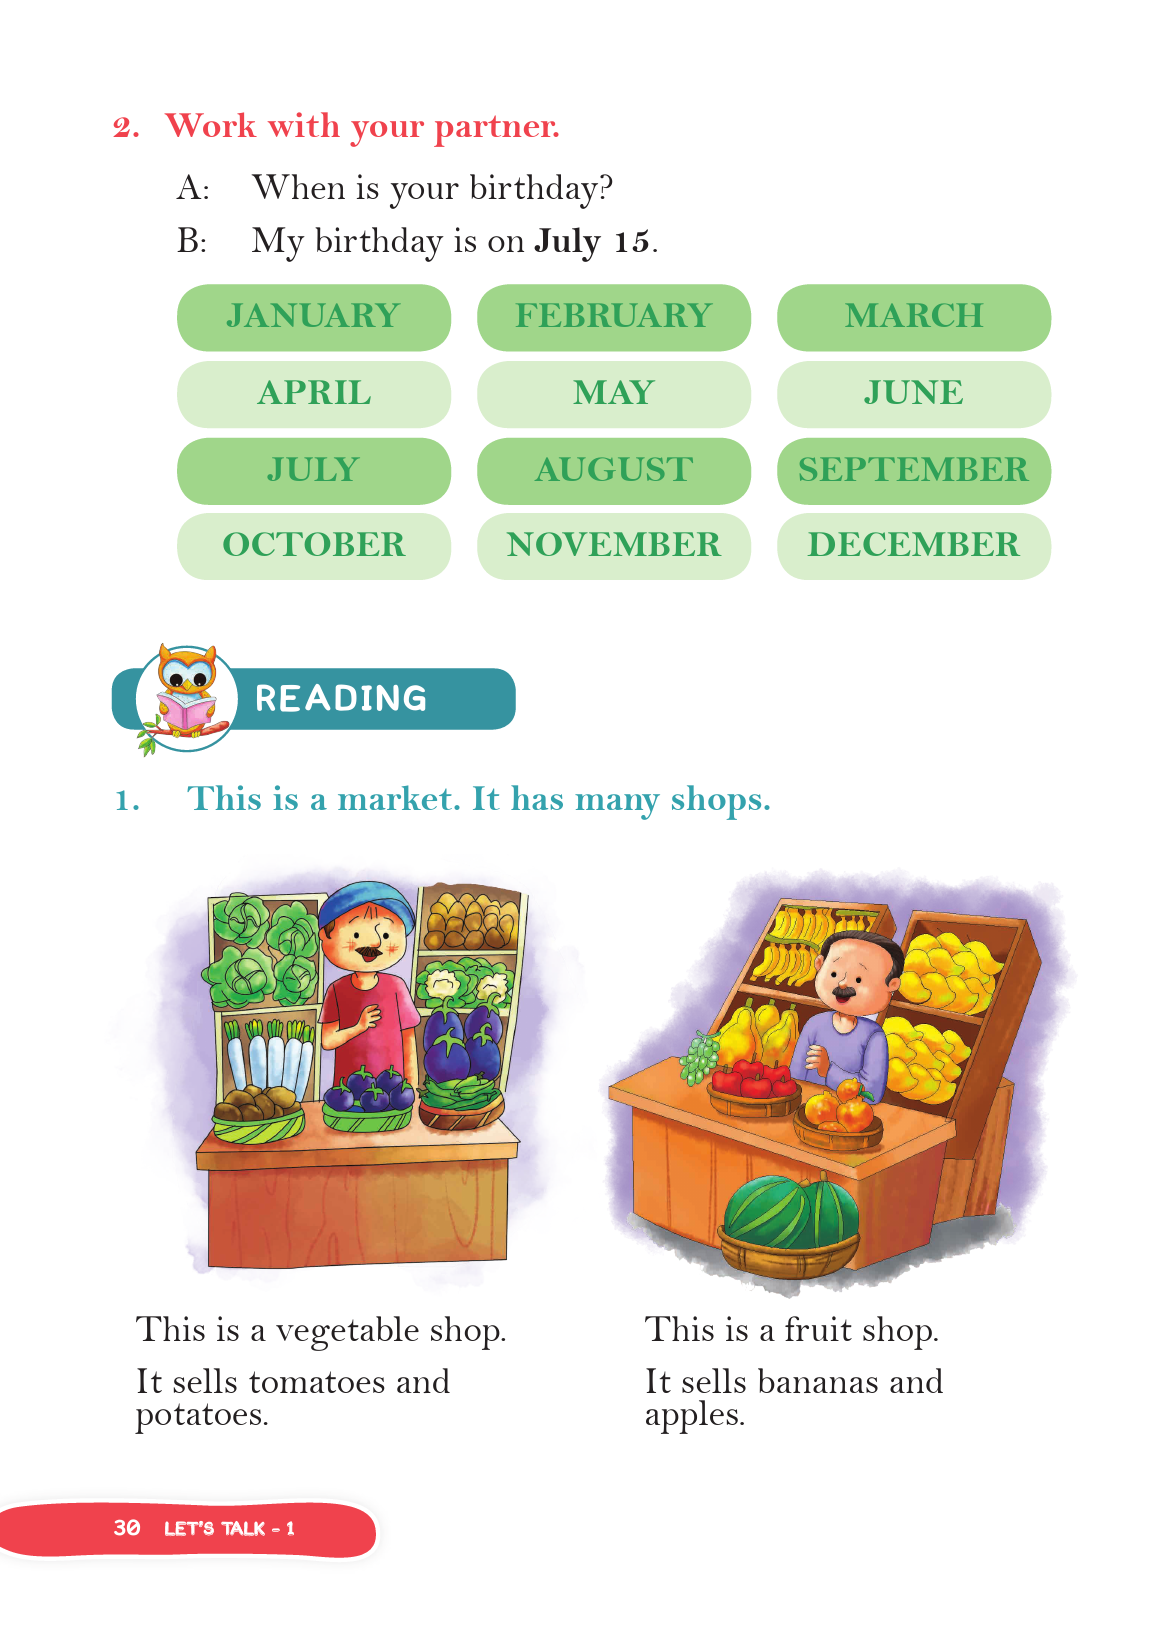 2. Work with your partner.
A: When is your birthday?
B: My birthday is on July 15.
JANUARY FEBRUARY MARCH
APRIL MAY JUNE
JULY AUGUST SEPTEMBER
OCTOBER NOVEMBER DECEMBER
READING
1. This is a market. It has many shops.
This is a vegetable shop.
It sells tomatoes and
potatoes.
This is a fruit shop.
It sells bananas and
apples.
30 LET'S TALK - 1